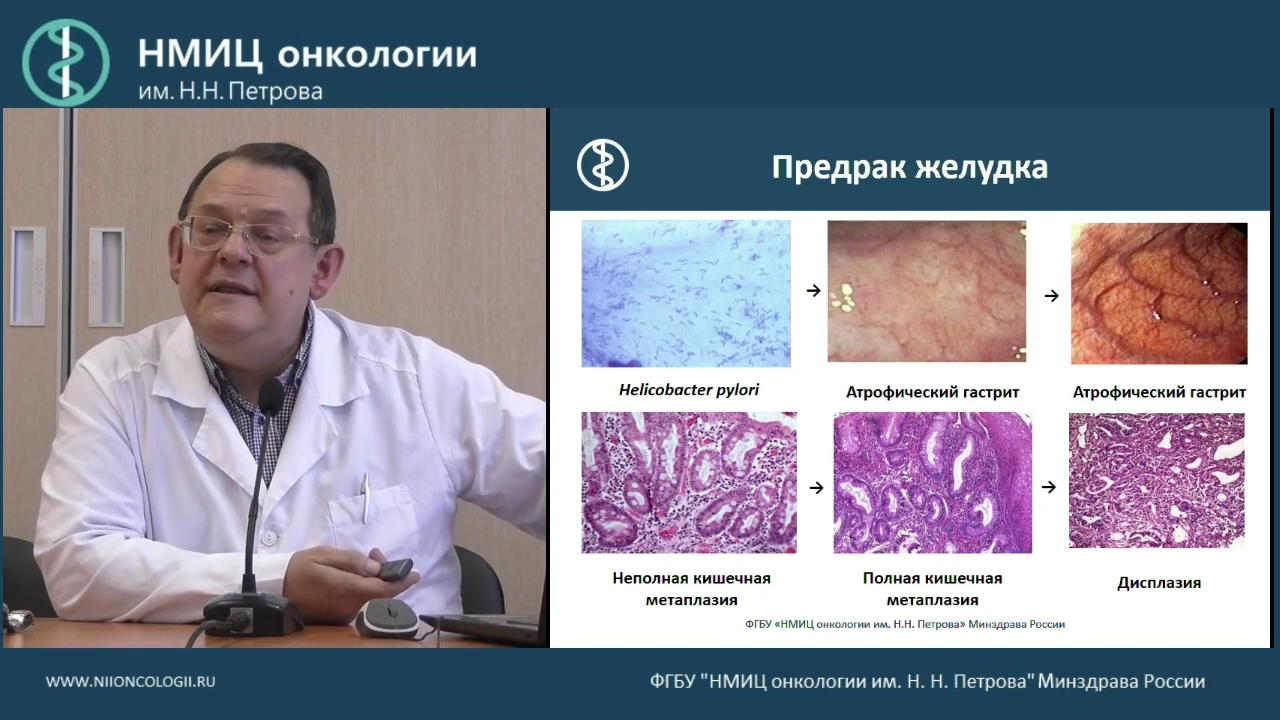 НМИЦ онкологии
им. Н.Н. Петрова
Предрак желудка
Helicobacter pylori
Атрофический гастрит
Атрофический гастрит
Неполная кишечная
метаплазия
Полная кишечная
метаплазия
Дисплазия
ФГБУ «НМИЦ онкологии им. Н.Н. Петрова» Минздрава России
WWW.NIIONCOLOGII.RU
ФГБУ "НМИЦ онкологии им. Н. Н. Петрова" Минздрава России